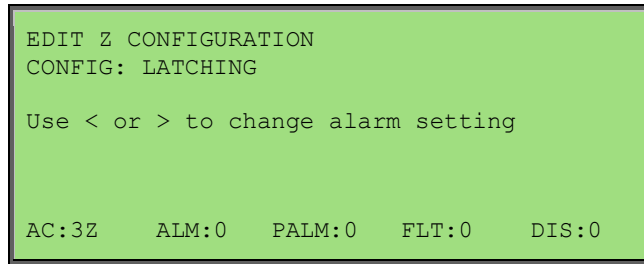 EDIT Z CONFIGURATION
CONFIG: LATCHING
Use < or > to change alarm setting
AC:3Z ALM:0 PALM:0 FLT:0 DIS:0